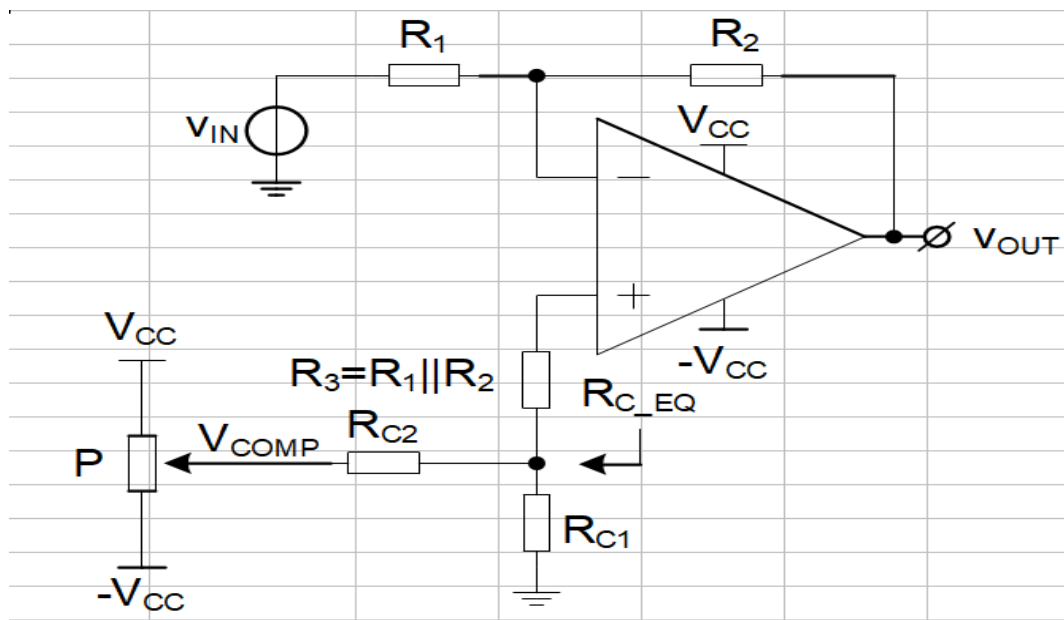 R1 R2
vIN
VCC
−
vOUT
+
VCC
-VCC
R3=R1||R2
RC_EQ
RC2
VCOMP
P
RC1
-VCC